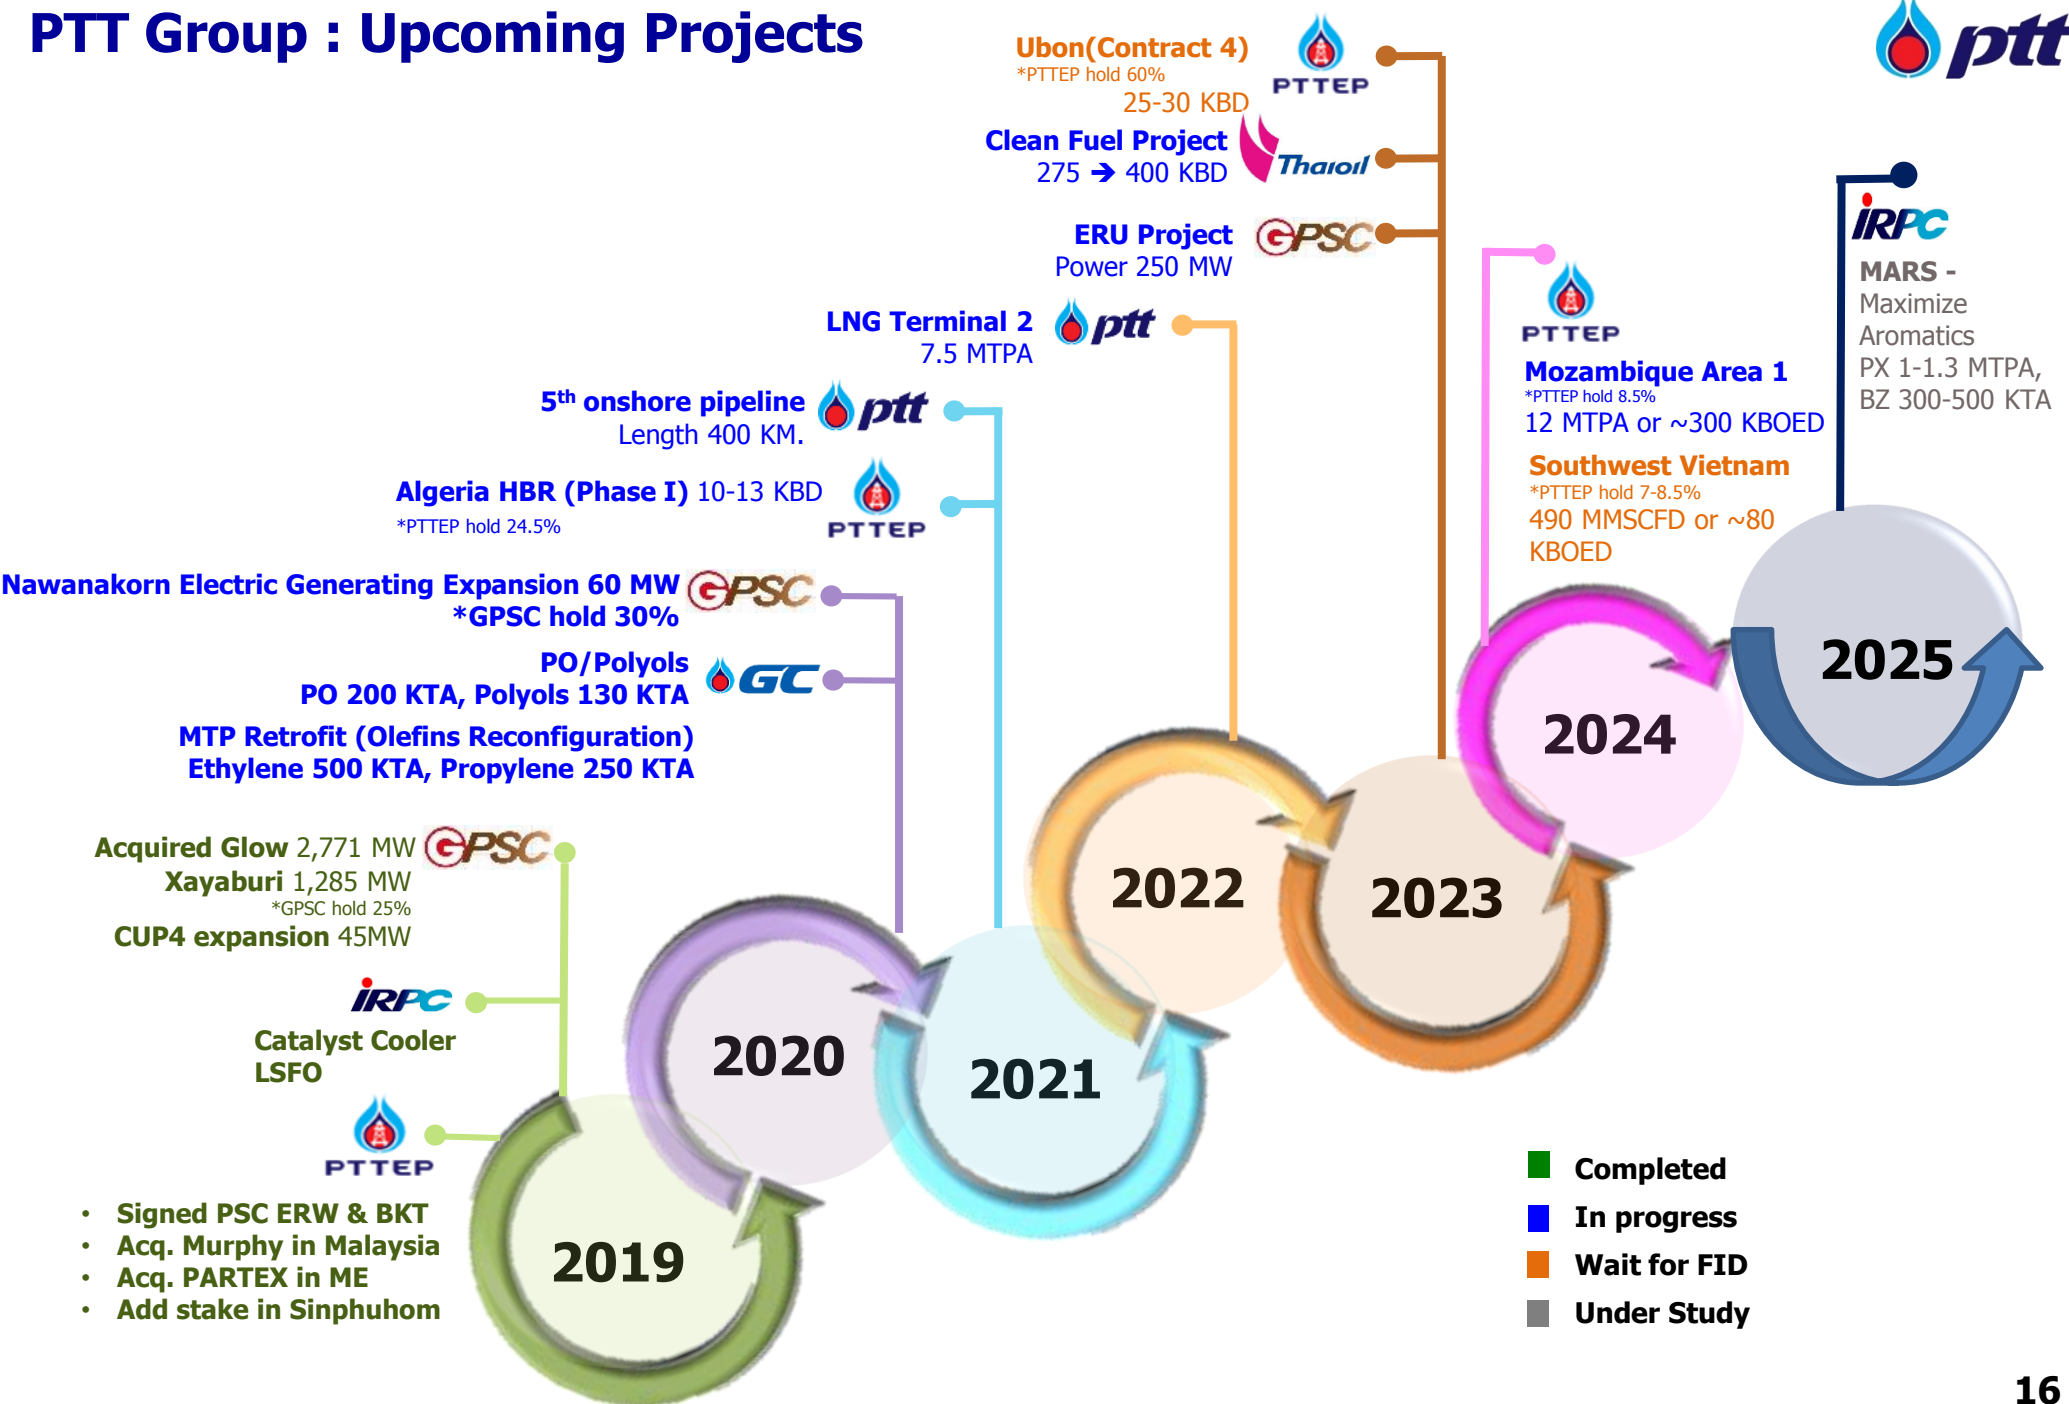 PTT Group : Upcoming Projects
ptt
Ubon(Contract 4)
*PTTEP hold 60%
25-30 KBD
PTTEP
Clean Fuel Project
275 ➔ 400 KBD
Thaioil
ERU Project
Power 250 MW
GPSC
LNG Terminal 2
7.5 MTPA
ptt
5th onshore pipeline
Length 400 KM.
ptt
Algeria HBR (Phase I) 10-13 KBD
*PTTEP hold 24.5%
PTTEP
Nawanakorn Electric Generating Expansion 60 MW
*GPSC hold 30%
GPSC
PO/Polyols
PO 200 KTA, Polyols 130 KTA
GC
MTP Retrofit (Olefins Reconfiguration)
Ethylene 500 KTA, Propylene 250 KTA
Acquired Glow 2,771 MW
Xayaburi 1,285 MW
*GPSC hold 25%
CUP4 expansion 45MW
GPSC
IRPC
Catalyst Cooler
LSFO
PTTEP
• Signed PSC ERW & BKT
• Acq. Murphy in Malaysia
• Acq. PARTEX in ME
• Add stake in Sinphuhom
PTTEP
Mozambique Area 1
*PTTEP hold 8.5%
12 MTPA or ~300 KBOED
Southwest Vietnam
*PTTEP hold 7-8.5%
490 MMSCFD or ~80
KBOED
IRPC
MARS -
Maximize
Aromatics
PX 1-1.3 MTPA,
BZ 300-500 KTA
2019
2020
2021
2022
2023
2024
2025
Completed
In progress
Wait for FID
Under Study
16